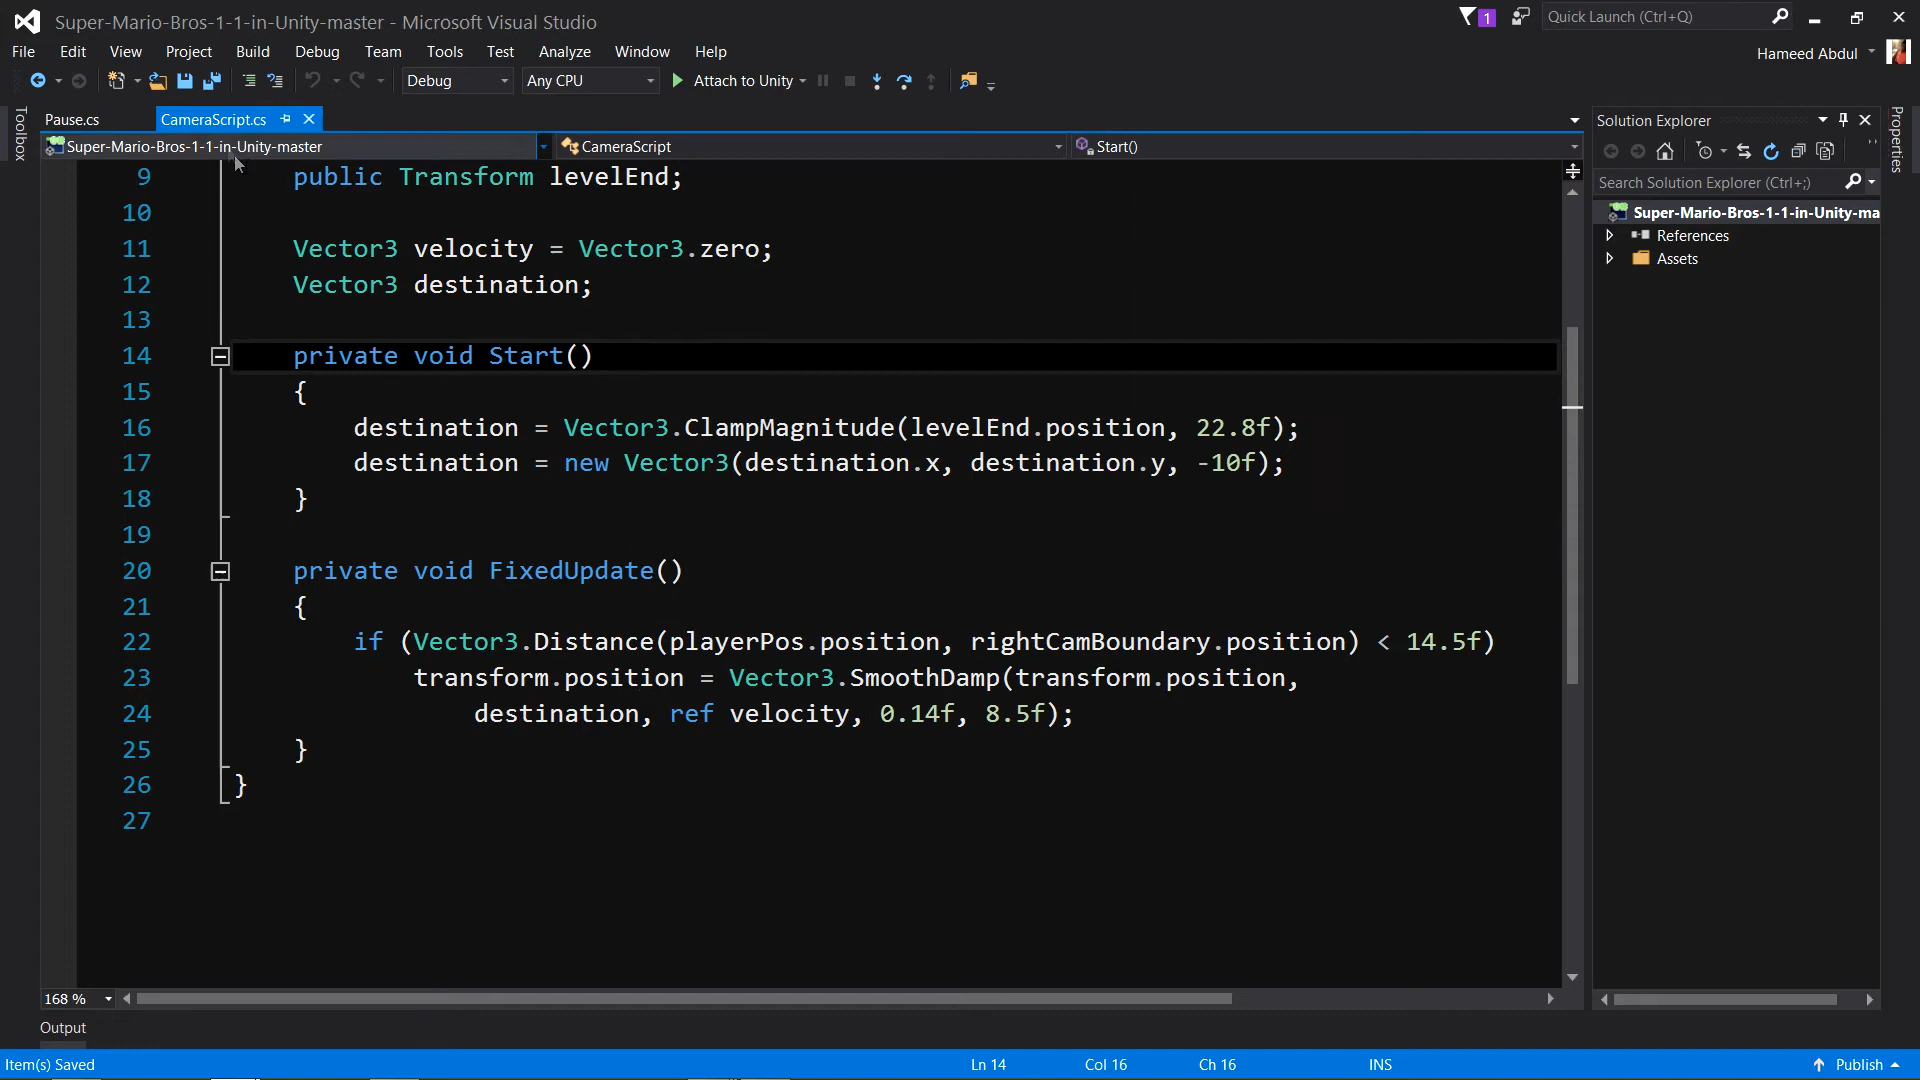 Super-Mario-Bros-1-1-in-Unity-master - Microsoft Visual Studio
1
Quick Launch (Ctrl+Q)
File Edit View Project Build Debug Team Tools Test Analyze Window Help
Hameed Abdul
Debug Any CPU Attach to Unity
Toolbox
Pause.cs CameraScript.cs
Super-Mario-Bros-1-1-in-Unity-master CameraScript Start()
9 public Transform levelEnd;
10
11 Vector3 velocity = Vector3.zero;
12 Vector3 destination;
13
14 private void Start()
15 {
16 destination = Vector3.ClampMagnitude(levelEnd.position, 22.8f);
17 destination = new Vector3(destination.x, destination.y, -10f);
18 }
19
20 private void FixedUpdate()
21 {
22 if (Vector3.Distance(playerPos.position, rightCamBoundary.position) < 14.5f)
23 transform.position = Vector3.SmoothDamp(transform.position,
24 destination, ref velocity, 0.14f, 8.5f);
25 }
26 }
27
168 %
Solution Explorer
Search Solution Explorer (Ctrl+;)
Super-Mario-Bros-1-1-in-Unity-ma
References
Assets
Properties
Output
Item(s) Saved Ln 14 Col 16 Ch 16 INS Publish